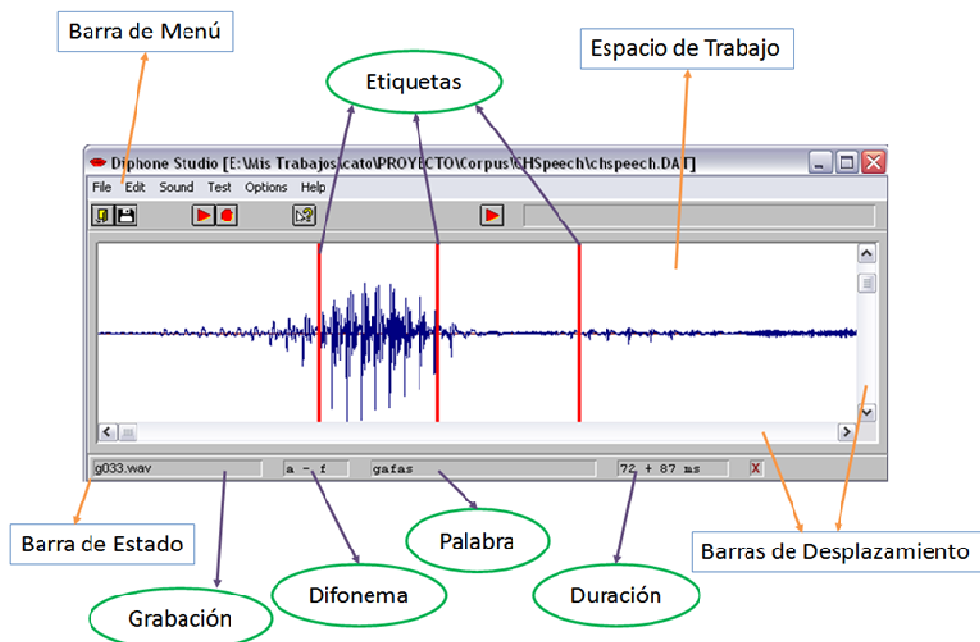 Barra de Menú
Espacio de Trabajo
Etiquetas
Diphone Studio [E:\Mis Trabajos\cato\PROYECTO\Corpus\CHSpeech\chspeech.DAT]
File Edit Sound Test Options Help
g033.wav a - f gafas 72 + 87 ms X
Barra de Estado
Palabra
Barras de Desplazamiento
Grabación
Difonema
Duración